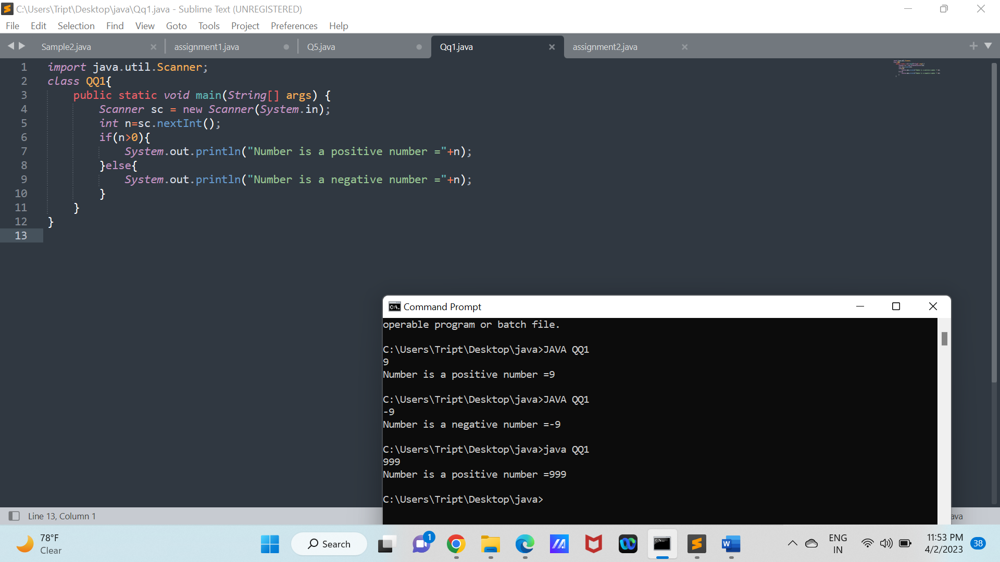 C:\Users\Tript\Desktop\java\Qq1.java - Sublime Text (UNREGISTERED)
File Edit Selection Find View Goto Tools Project Preferences Help
Sample2.java assignment1.java Q5.java Qq1.java assignment2.java
1 import java.util.Scanner;
2 class QQ1{
3 public static void main(String[] args) {
4 Scanner sc = new Scanner(System.in);
5 int n=sc.nextInt();
6 if(n>0){
7 System.out.println("Number is a positive number ="+n);
8 }else{
9 System.out.println("Number is a negative number ="+n);
10 }
11 }
12 }
13
Command Prompt
operable program or batch file.
C:\Users\Tript\Desktop\java>JAVA QQ1
9
Number is a positive number =9
C:\Users\Tript\Desktop\java>JAVA QQ1
-9
Number is a negative number =-9
C:\Users\Tript\Desktop\java>java QQ1
999
Number is a positive number =999
C:\Users\Tript\Desktop\java>
Line 13, Column 1
ava
78°F
Clear
Search
1
ENG
IN
11:53 PM
4/2/2023
38